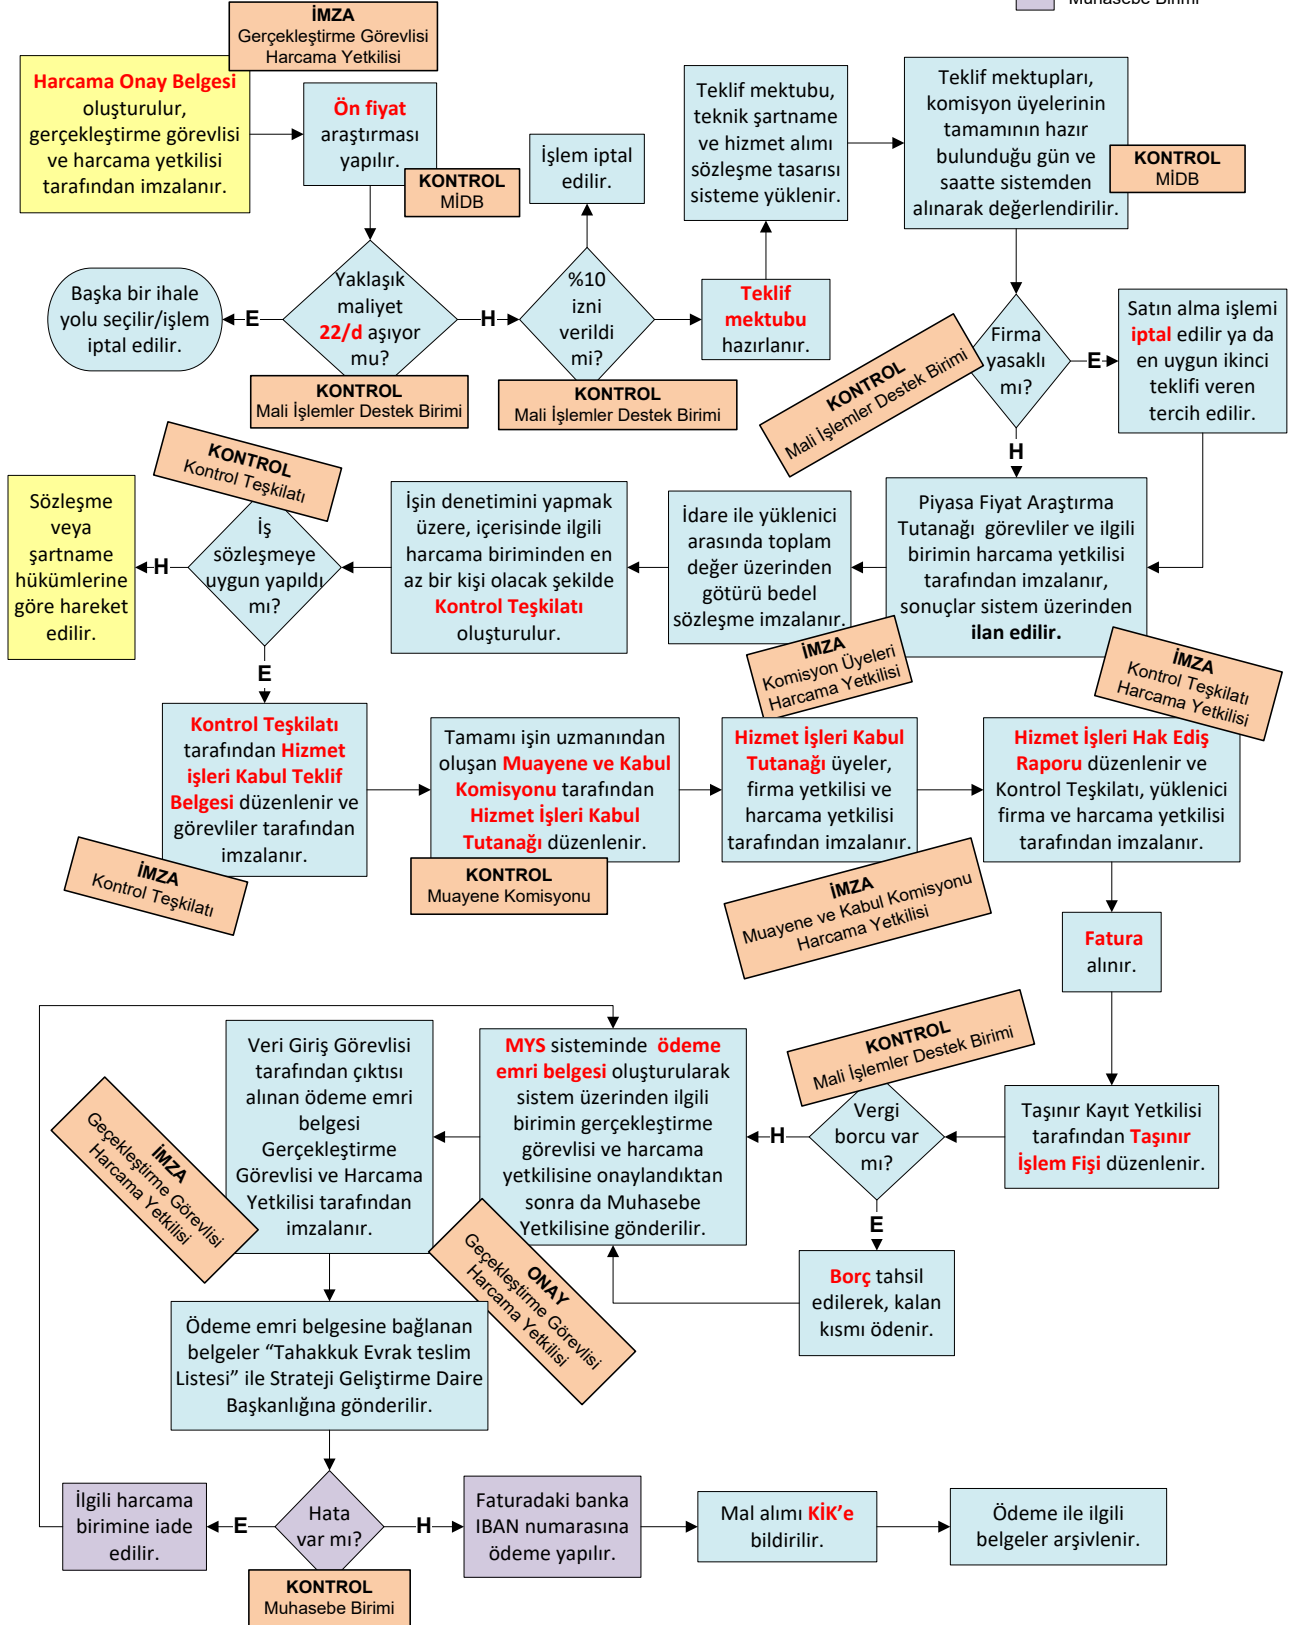 Muhasebe Birimi
İMZA
Gerçekleştirme Görevlisi
Harcama Yetkilisi
Harcama Onay Belgesi
oluşturulur,
gerçekleştirme görevlisi
ve harcama yetkilisi
tarafından imzalanır.
Ön fiyat
araştırması
yapılır.
KONTROL
MİDB
İşlem iptal
edilir.
Teklif mektubu,
teknik şartname
ve hizmet alımı
sözleşme tasarısı
sisteme yüklenir.
Teklif mektupları,
komisyon üyelerinin
tamamının hazır
bulunduğu gün ve
saatte sistemden
alınarak değerlendirilir.
KONTROL
MİDB
Başka bir ihale
yolu seçilir/işlem
iptal edilir.
E
Yaklaşık
maliyet
22/d aşıyor
mu?
H
%10
izni
verildi
mi?
Teklif
mektubu
hazırlanır.
KONTROL
Mali İşlemler Destek Birimi
KONTROL
Mali İşlemler Destek Birimi
KONTROL
Mali İşlemler Destek Birimi
Firma
yasaklı
mı?
E
H
Satın alma işlemi
iptal edilir ya da
en uygun ikinci
teklifi veren
tercih edilir.
Sözleşme
veya
şartname
hükümlerine
göre hareket
edilir.
H
KONTROL
Kontrol Teşkilatı
İş
sözleşmeye
uygun yapıldı
mı?
E
İşin denetimini yapmak
üzere, içerisinde ilgili
harcama biriminden en
az bir kişi olacak şekilde
Kontrol Teşkilatı
oluşturulur.
İdare ile yüklenici
arasında toplam
değer üzerinden
götürü bedel
sözleşme imzalanır.
Piyasa Fiyat Araştırma
Tutanağı  görevliler ve ilgili
birimin harcama yetkilisi
tarafından imzalanır,
sonuçlar sistem üzerinden
ilan edilir.
İMZA
Komisyon Üyeleri
Harcama Yetkilisi
İMZA
Kontrol Teşkilatı
Harcama Yetkilisi
Kontrol Teşkilatı
tarafından Hizmet
işleri Kabul Teklif
Belgesi düzenlenir ve
görevliler tarafından
imzalanır.
İMZA
Kontrol Teşkilatı
Tamamı işin uzmanından
oluşan Muayene ve Kabul
Komisyonu tarafından
Hizmet İşleri Kabul
Tutanağı düzenlenir.
KONTROL
Muayene Komisyonu
Hizmet İşleri Kabul
Tutanağı üyeler,
firma yetkilisi ve
harcama yetkilisi
tarafından imzalanır.
İMZA
Muayene ve Kabul Komisyonu
Harcama Yetkilisi
Hizmet İşleri Hak Ediş
Raporu düzenlenir ve
Kontrol Teşkilatı, yüklenici
firma ve harcama yetkilisi
tarafından imzalanır.
Fatura
alınır.
Veri Giriş Görevlisi
tarafından çıktısı
alınan ödeme emri
belgesi
Gerçekleştirme
Görevlisi ve Harcama
Yetkilisi tarafından
imzalanır.
İMZA
Geçekleştirme Görevlisi
Harcama Yetkilisi
MYS sisteminde  ödeme
emri belgesi oluşturularak
sistem üzerinden ilgili
birimin gerçekleştirme
görevlisi ve harcama
yetkilisine onaylandıktan
sonra da Muhasebe
Yetkilisine gönderilir.
ONAY
Geçekleştirme Görevlisi
Harcama Yetkilisi
KONTROL
Mali İşlemler Destek Birimi
H
Vergi
borcu var
mı?
E
Taşınır Kayıt Yetkilisi
tarafından Taşınır
İşlem Fişi düzenlenir.
Borç tahsil
edilerek, kalan
kısmı ödenir.
Ödeme emri belgesine bağlanan
belgeler “Tahakkuk Evrak teslim
Listesi” ile Strateji Geliştirme Daire
Başkanlığına gönderilir.
İlgili harcama
birimine iade
edilir.
E
Hata
var mı?
H
KONTROL
Muhasebe Birimi
Faturadaki banka
IBAN numarasına
ödeme yapılır.
Mal alımı KİK’e
bildirilir.
Ödeme ile ilgili
belgeler arşivlenir.